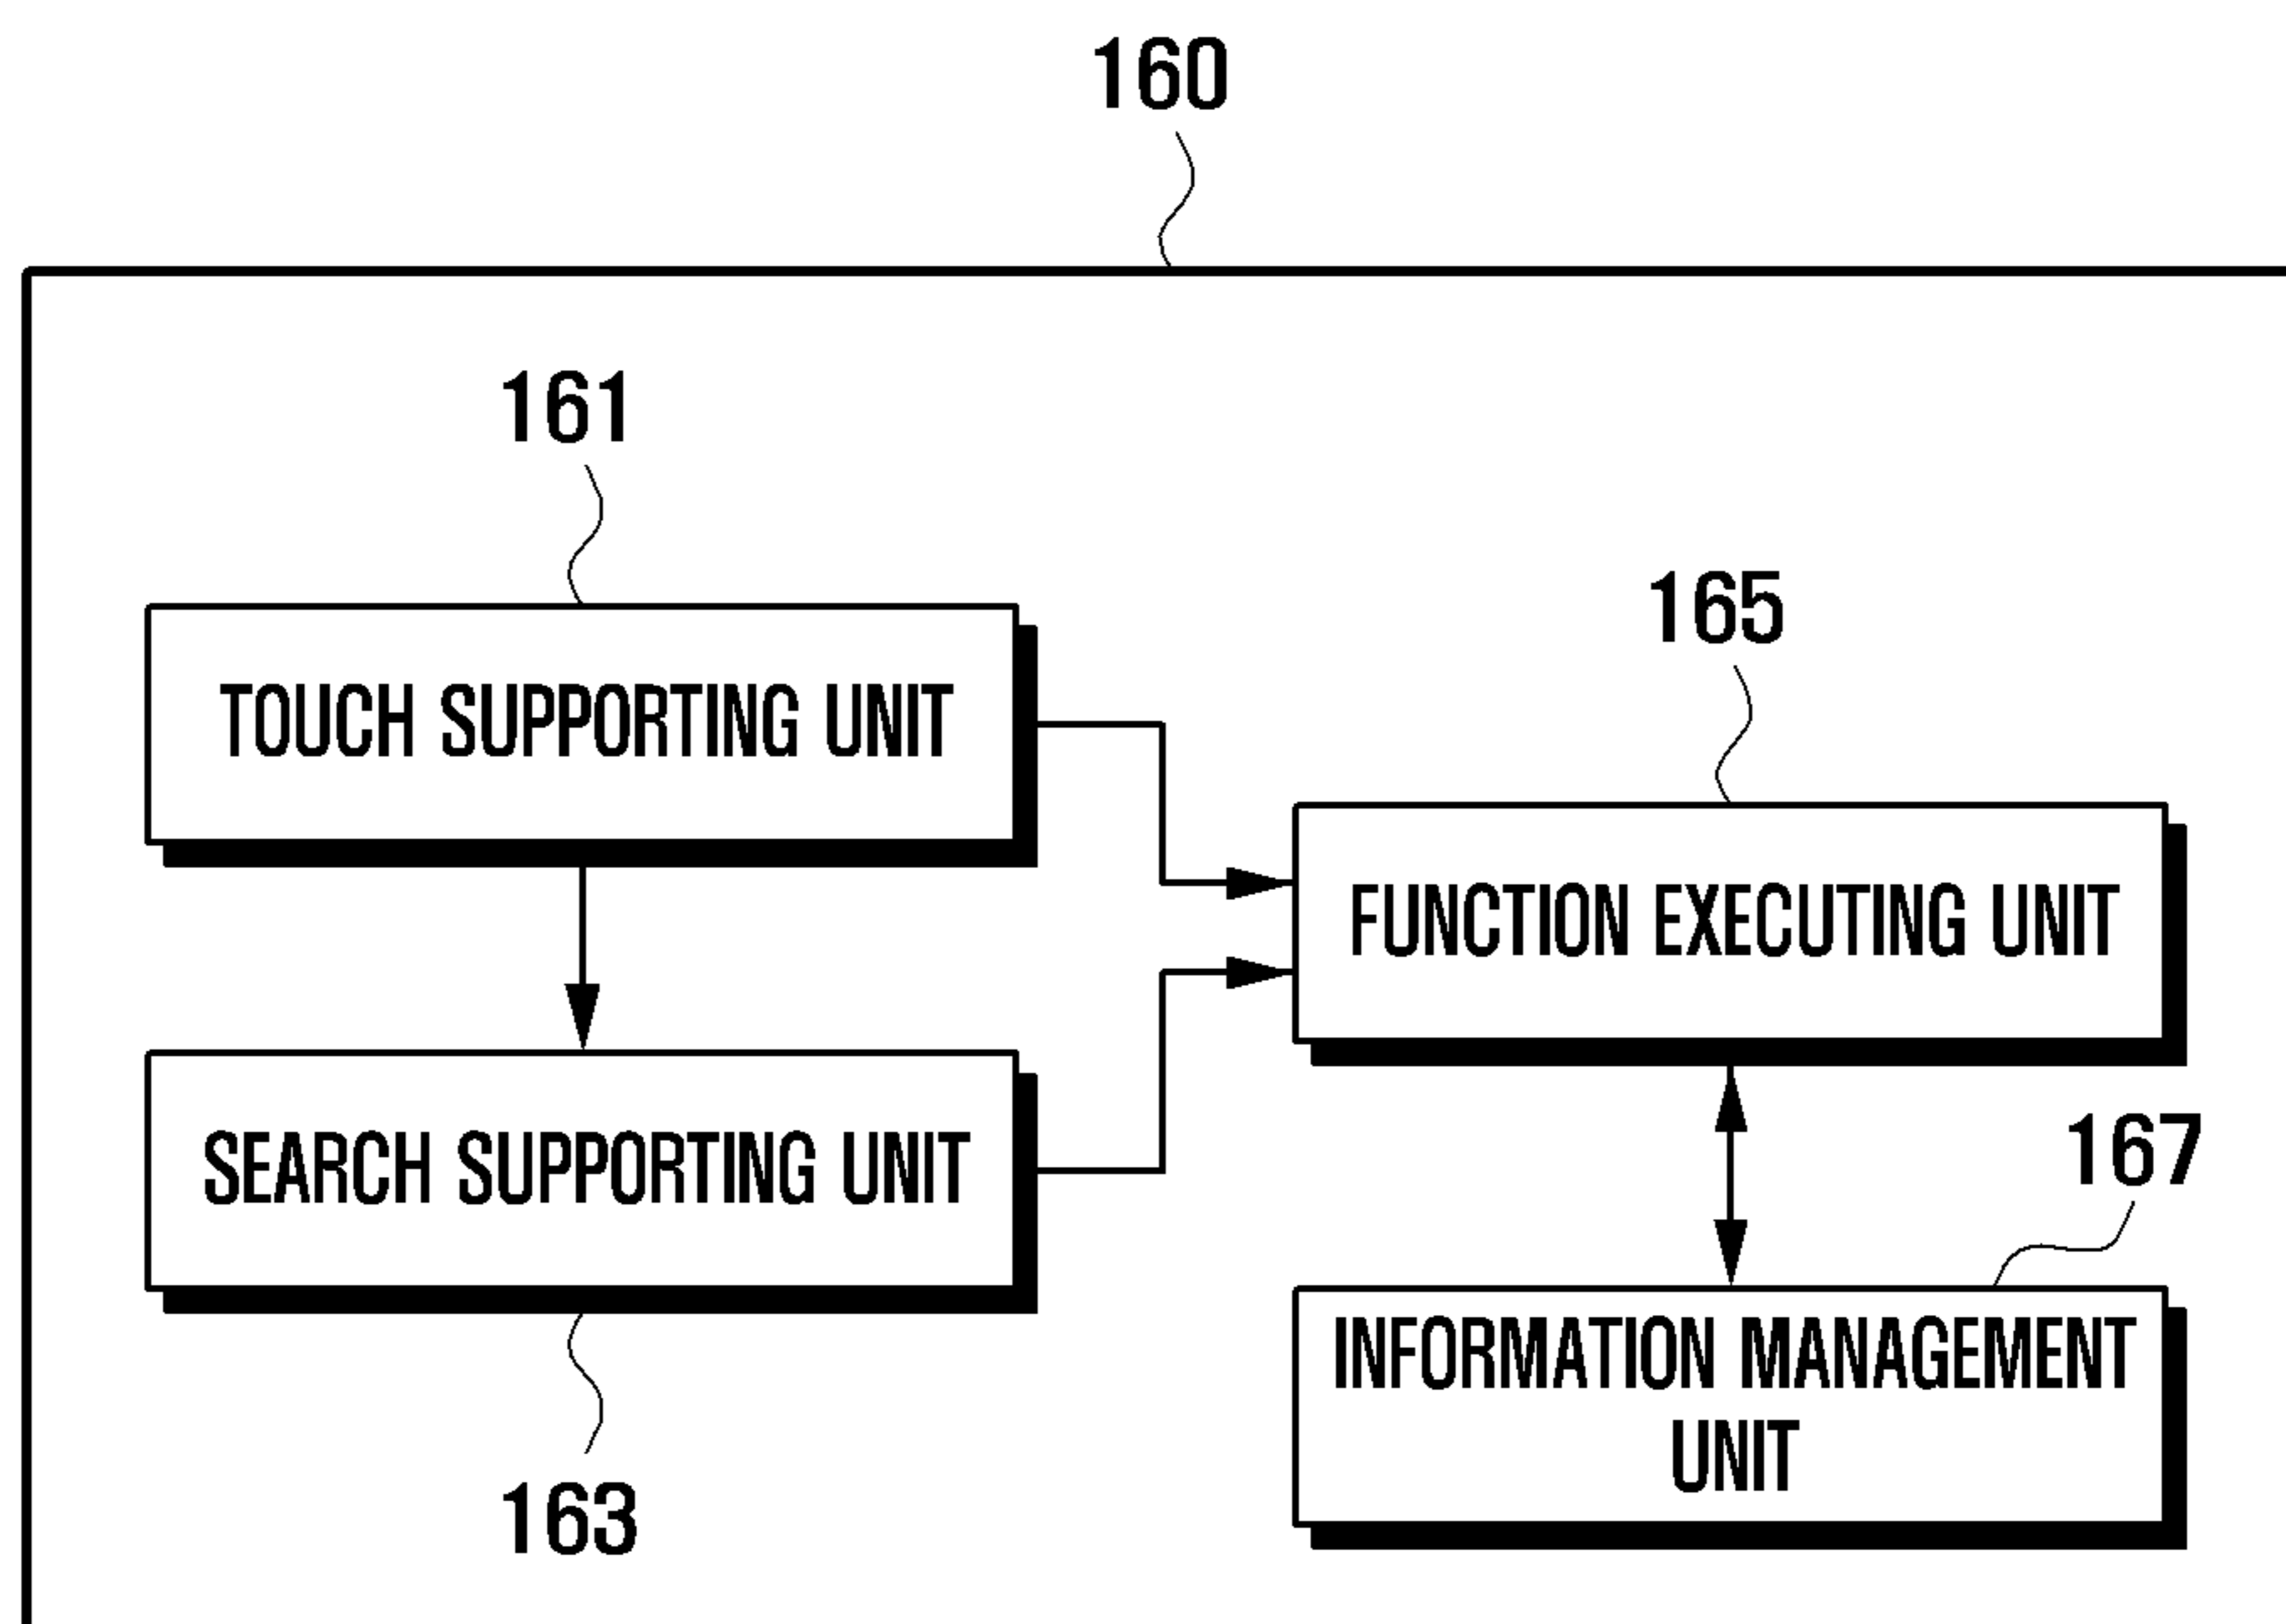 160
161
165
TOUCH SUPPORTING UNIT
FUNCTION EXECUTING UNIT
SEARCH SUPPORTING UNIT
167
INFORMATION MANAGEMENT
UNIT
163